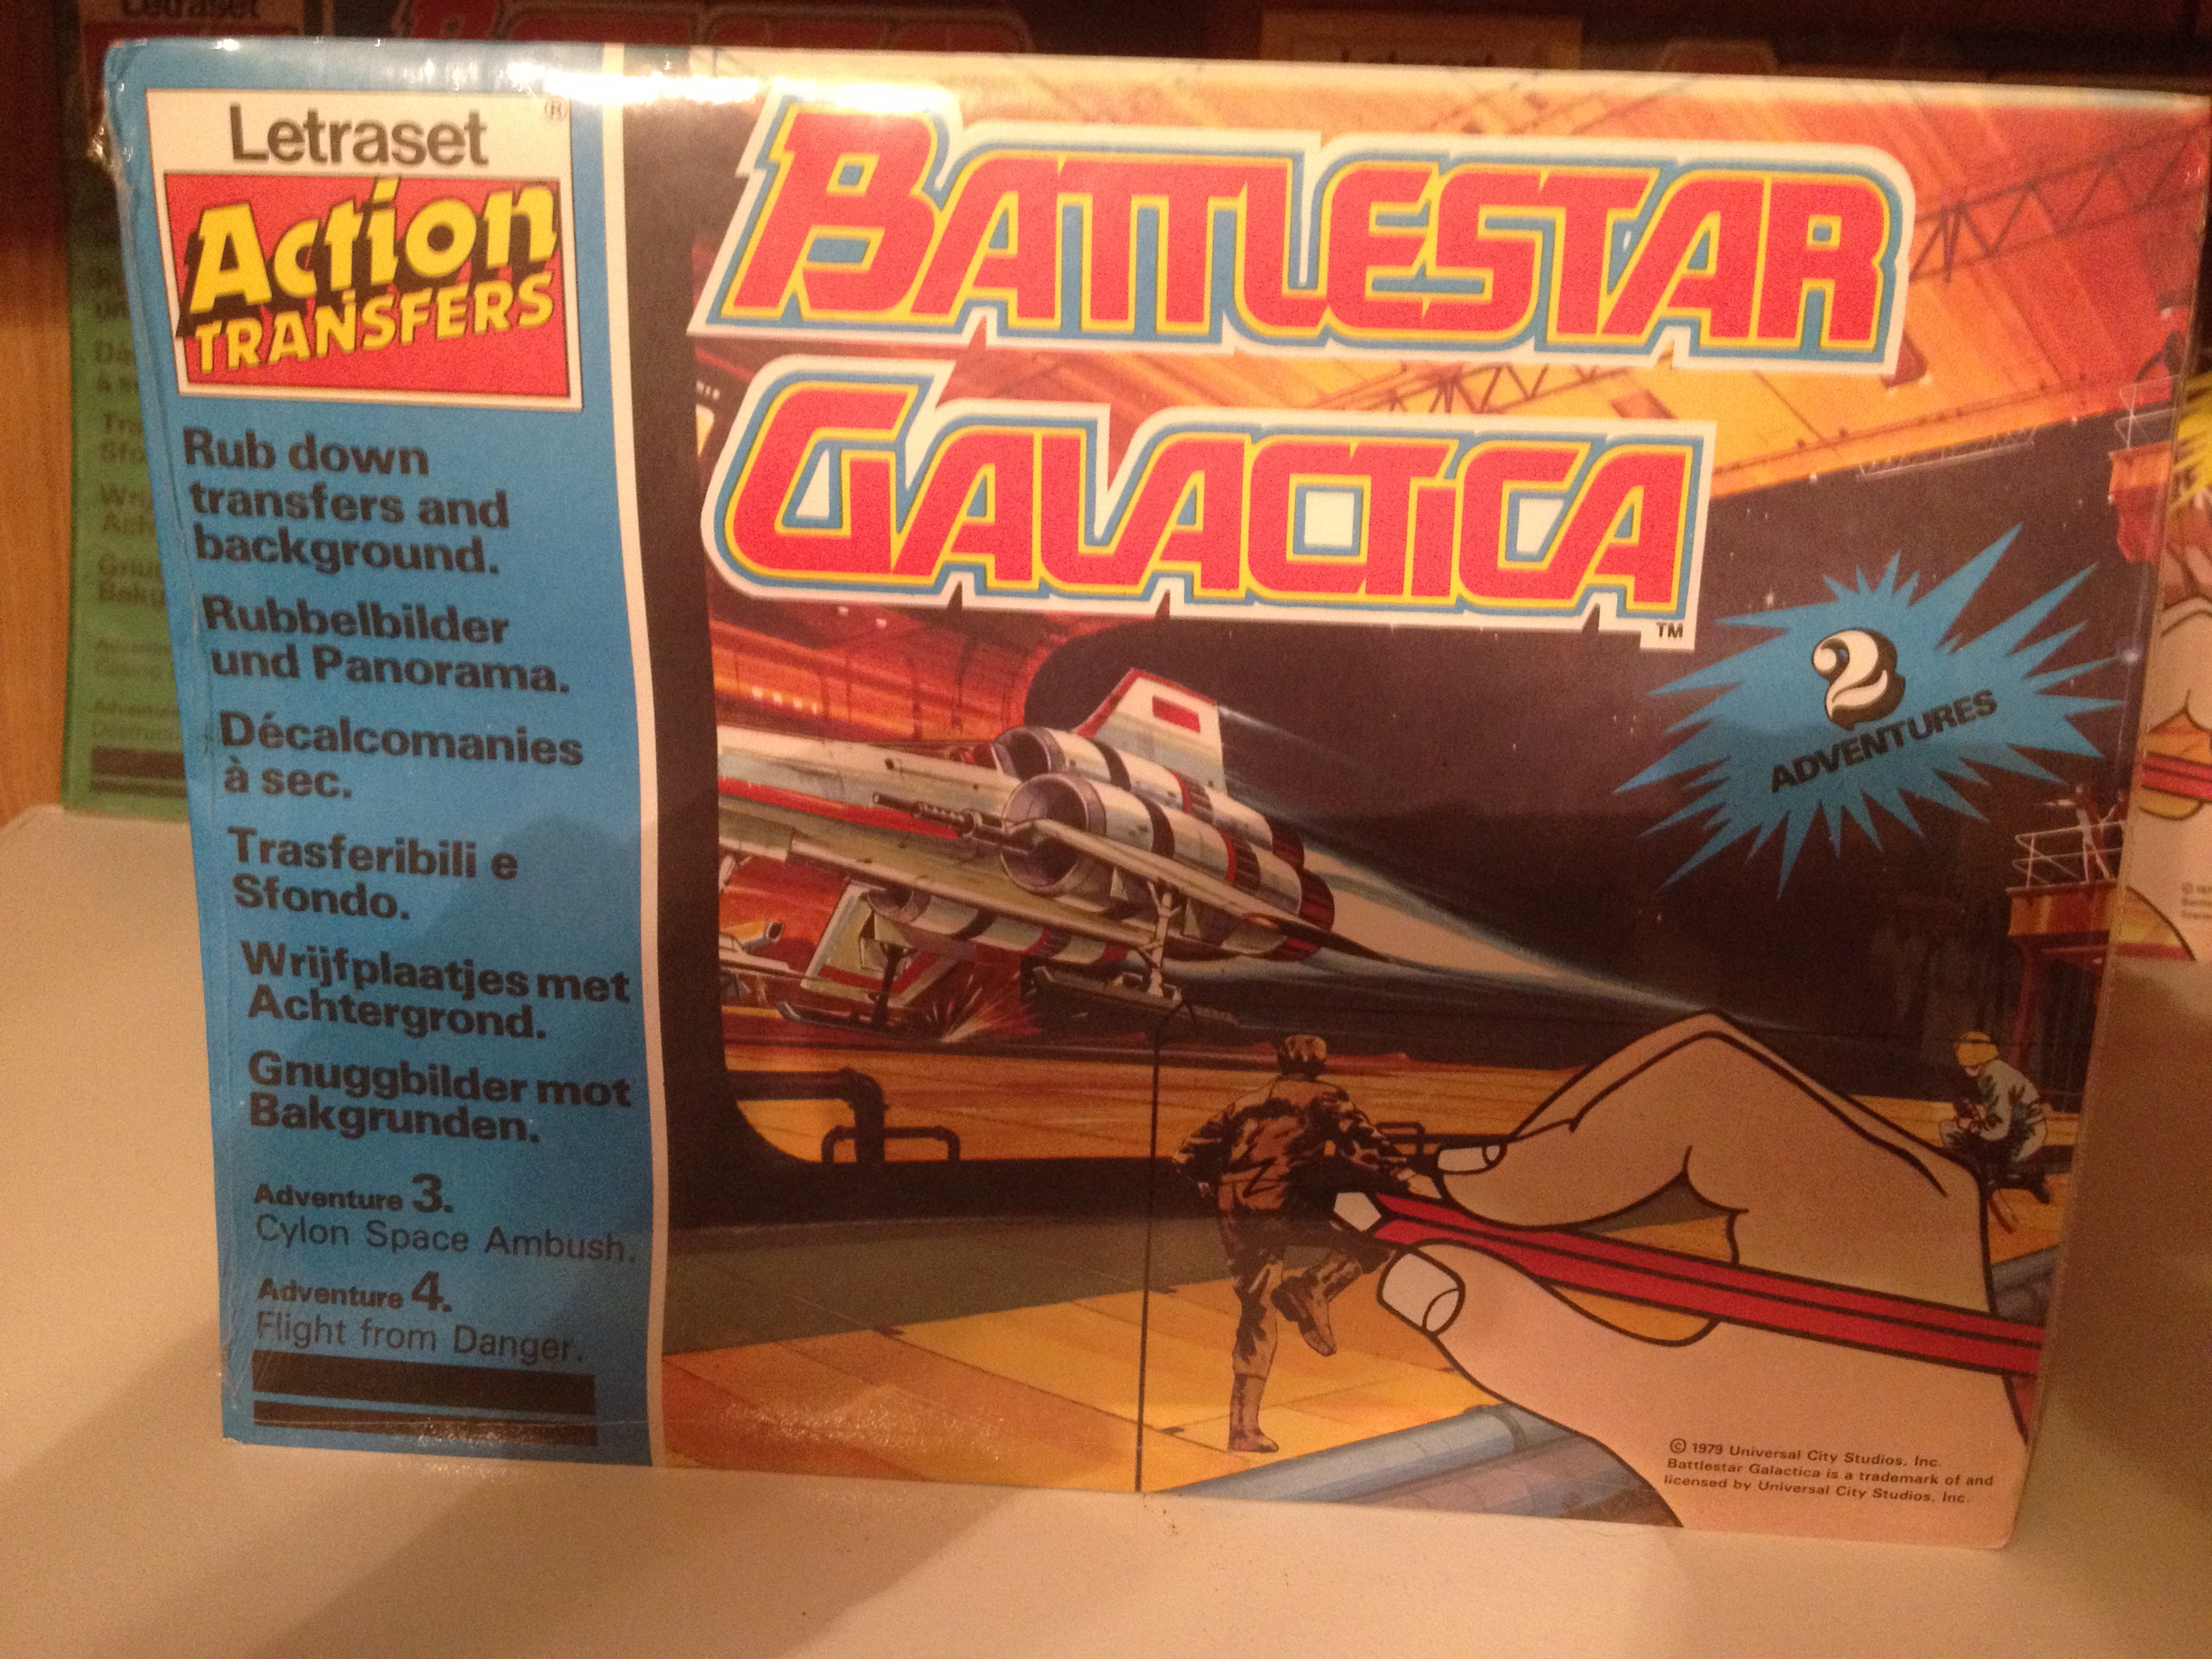 Letraset ®
Action
TRANSFERS
Rub down
transfers and
background.
Rubbelbilder
und Panorama.
Décalcomanies
à sec.
Trasferibili e
Sfondo.
Wrijfplaatjes met
Achtergrond.
Gnuggbilder mot
Bakgrunden.
Adventure 3.
Cylon Space Ambush.
Adventure 4.
Flight from Danger.
BATTLESTAR
GALACTICA
TM
2
ADVENTURES
© 1979 Universal City Studios, Inc.
Battlestar Galactica is a trademark of and
licensed by Universal City Studios, Inc.